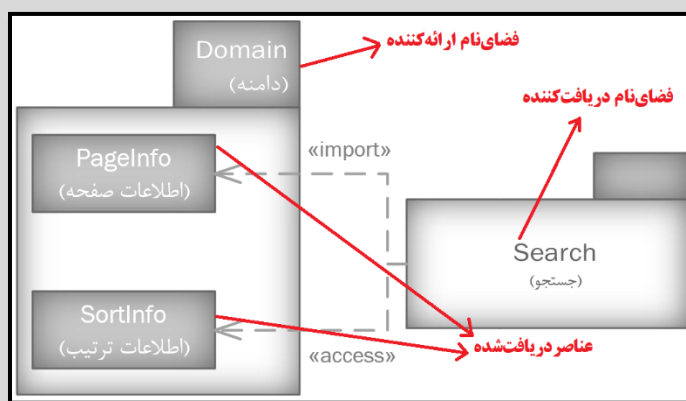 Domain
(دامنه)
فضای‌نام ارائه‌کننده
فضای‌نام دریافت‌کننده
PageInfo
(اطلاعات صفحه)
«import»
Search
(جستجو)
SortInfo
(اطلاعات ترتیب)
«access»
عناصر دریافت‌شده